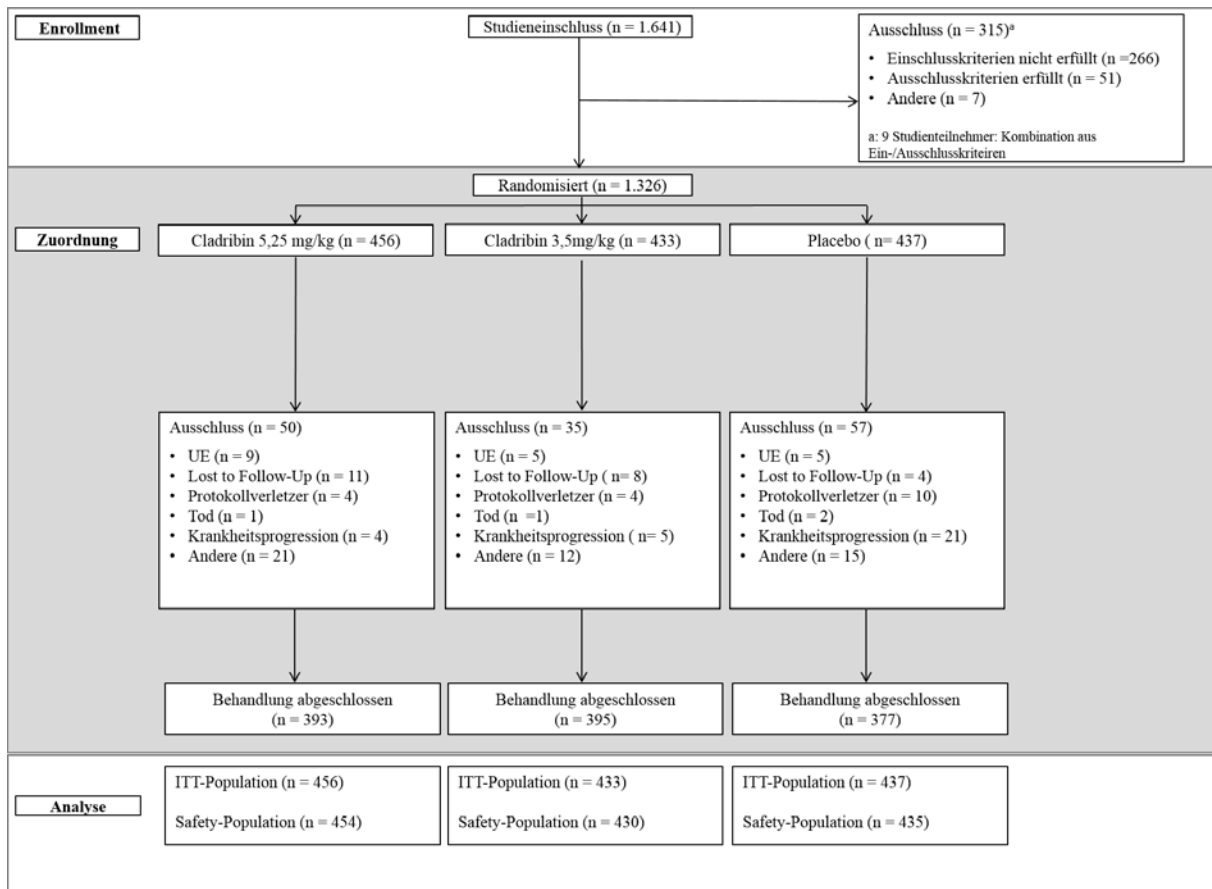 Enrollment
Studieneinschluss (n = 1.641)
Ausschluss (n = 315)ª
• Einschlusskriterien nicht erfüllt (n =266)
• Ausschlusskriterien erfüllt (n = 51)
• Andere (n = 7)
a: 9 Studienteilnehmer: Kombination aus
Ein-/Ausschlusskriteiren
Randomisiert (n = 1.326)
Zuordnung
Cladribin 5,25 mg/kg (n = 456)
Cladribin 3,5mg/kg (n = 433)
Placebo ( n= 437)
Ausschluss (n = 50)
• UE (n = 9)
• Lost to Follow-Up (n = 11)
• Protokollverletzer (n = 4)
• Tod (n = 1)
• Krankheitsprogression (n = 4)
• Andere (n = 21)
Ausschluss (n = 35)
• UE (n = 5)
• Lost to Follow-Up ( n= 8)
• Protokollverletzer (n = 4)
• Tod (n =1)
• Krankheitsprogression ( n= 5)
• Andere (n = 12)
Ausschluss (n = 57)
• UE (n = 5)
• Lost to Follow-Up (n = 4)
• Protokollverletzer (n = 10)
• Tod (n = 2)
• Krankheitsprogression (n = 21)
• Andere (n = 15)
Behandlung abgeschlossen
(n = 393)
Behandlung abgeschlossen
(n = 395)
Behandlung abgeschlossen
(n = 377)
Analyse
ITT-Population (n = 456)
Safety-Population (n = 454)
ITT-Population (n = 433)
Safety-Population (n = 430)
ITT-Population (n = 437)
Safety-Population (n = 435)